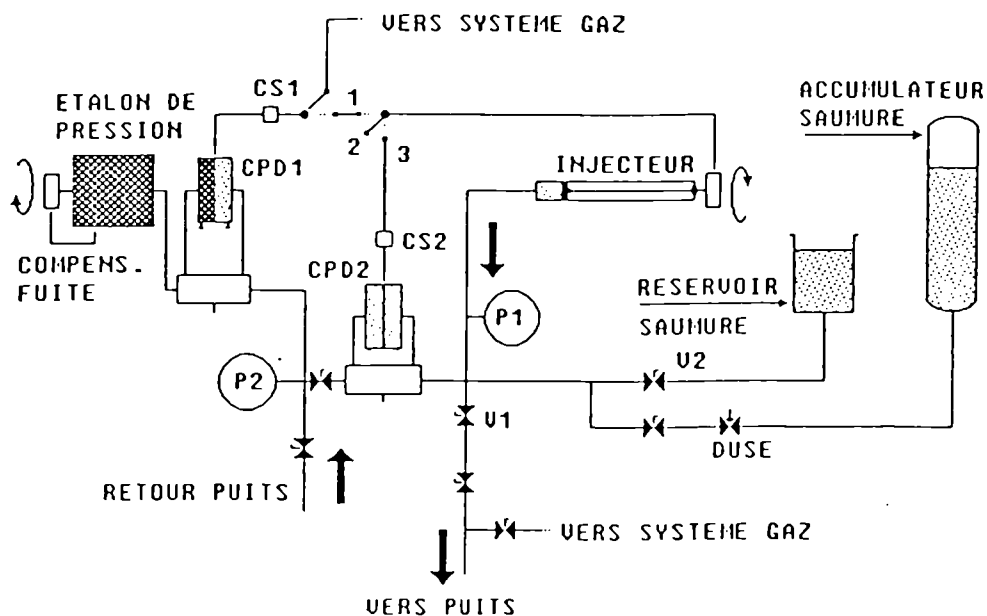 VERS SYSTEME GAZ
CS1
1
ETALON DE
PRESSION
ACCUMULATEUR
SAUMURE
2
3
CPD1
INJECTEUR
CS2
COMPENS.
FUITE
CPD2
RESERVOIR
SAUMURE
P1
P2
V2
V1
DUSE
RETOUR PUITS
VERS SYSTEME GAZ
VERS PUITS